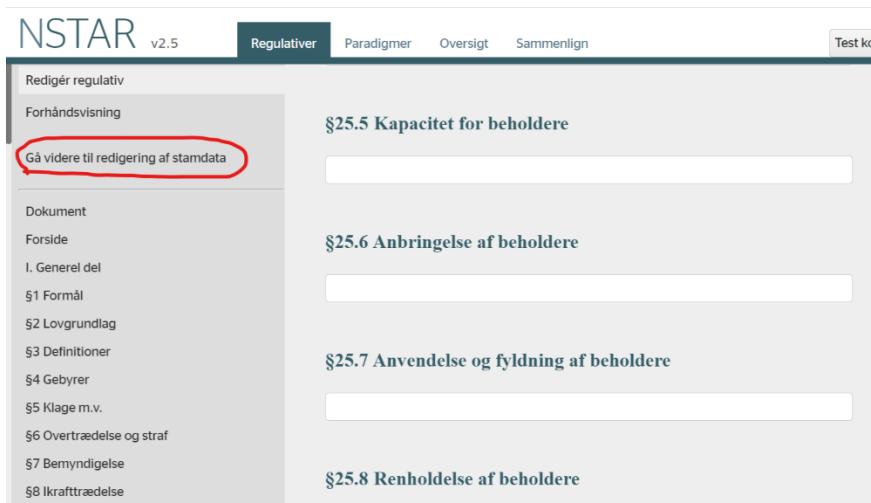 NSTAR v2.5
Regulativer Paradigmer Oversigt Sammenlign
Test
Redigér regulativ
Forhåndsvisning
Gå videre til redigering af stamdata
Dokument
Forside
I. Generel del
§1 Formål
§2 Lovgrundlag
§3 Definitioner
§4 Gebyrer
§5 Klage m.v.
§6 Overtrædelse og straf
§7 Bemyndigelse
§8 Ikrafttrædelse
§25.5 Kapacitet for beholdere
§25.6 Anbringelse af beholdere
§25.7 Anvendelse og fyldning af beholdere
§25.8 Renholdelse af beholdere